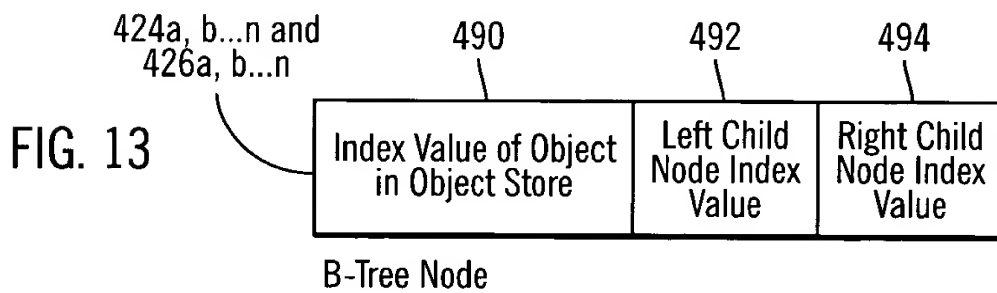 424a, b...n and
426a, b...n
490
492
494
FIG. 13
Index Value of Object
in Object Store
Left Child
Node Index
Value
Right Child
Node Index
Value
B-Tree Node